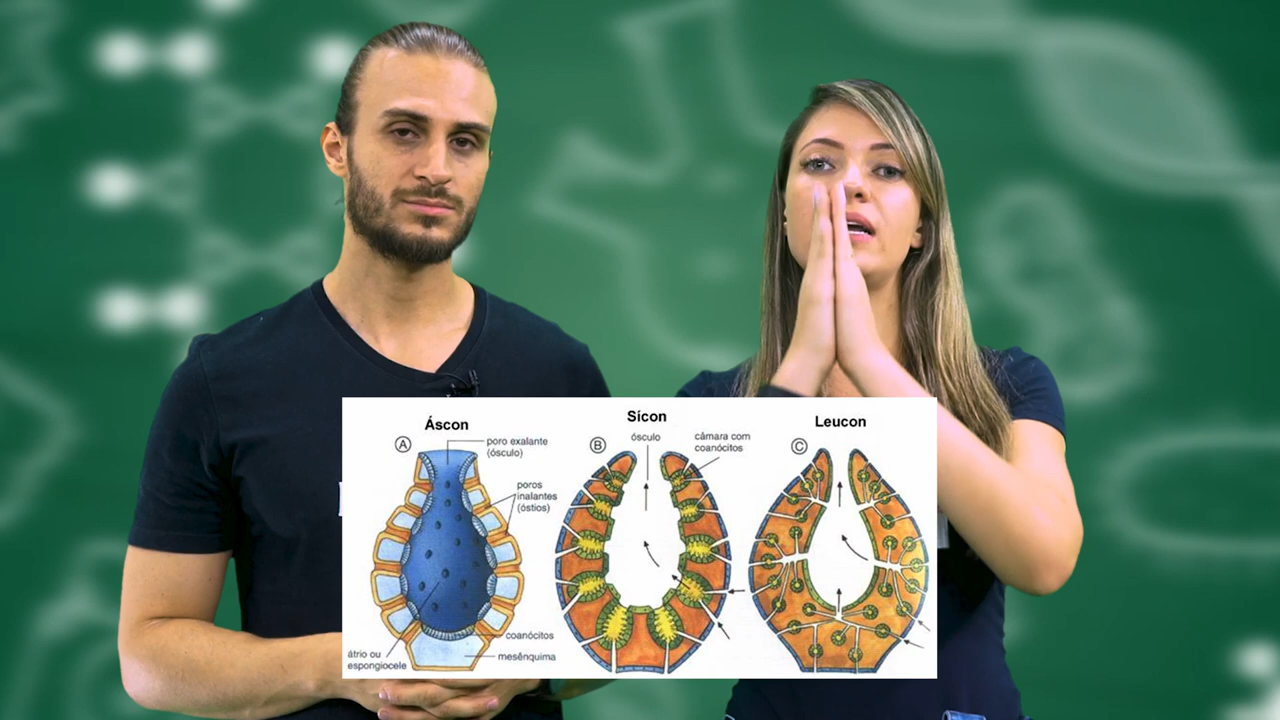 Áscon
A
poro exalante
(ósculo)
poros
inalantes
(óstios)
coanócitos
mesênquima
átrio ou
espongiocele
Sícon
B
ósculo
câmara com
coanócitos
Leucon
C